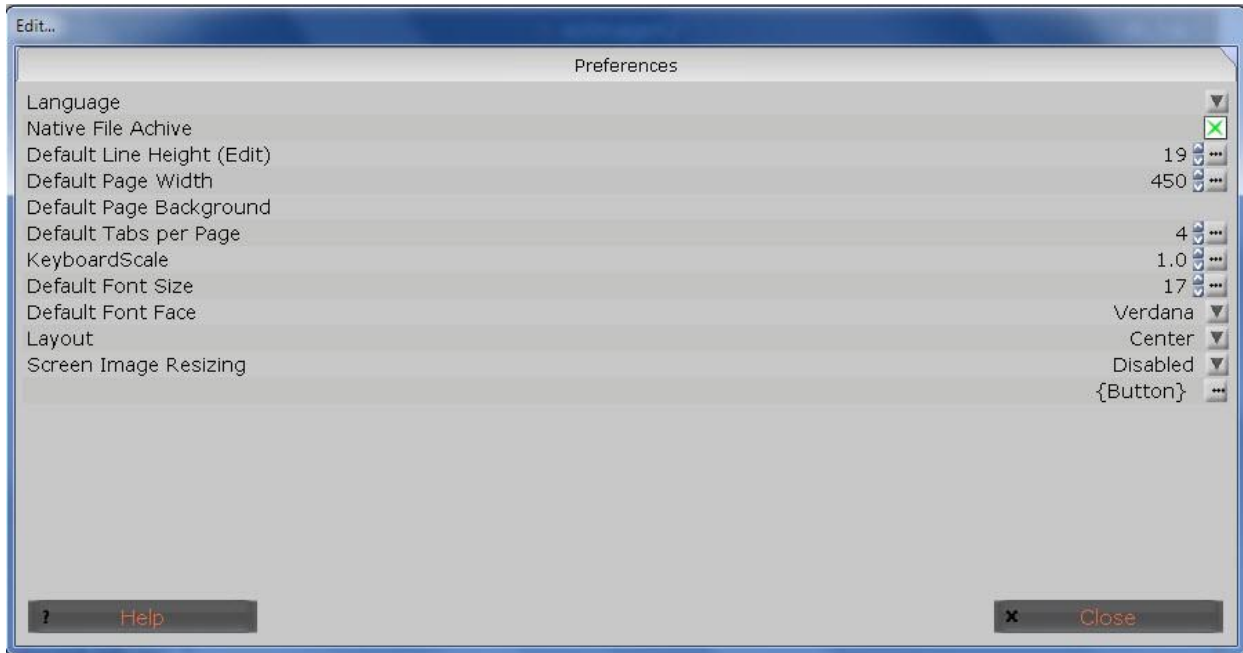 Edit...
Preferences
Language
Native File Achive
Default Line Height (Edit) 19
Default Page Width 450
Default Page Background
Default Tabs per Page 4
KeyboardScale 1.0
Default Font Size 17
Default Font Face Verdana
Layout Center
Screen Image Resizing Disabled
{Button}
? Help x Close